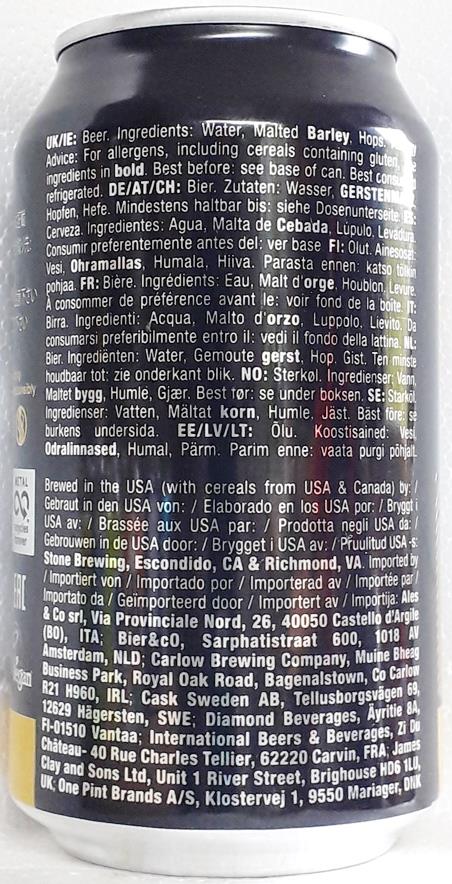 UK/IE: Beer. Ingredients: Water, Malted Barley, Hops,
Advice: For allergens, including cereals containing gluten,
ingredients in bold. Best before: see base of can. Best
refrigerated. DE/AT/CH: Bier. Zutaten: Wasser,
Hopfen, Hefe. Mindestens haltbar bis: siehe Dosenunterseite. ES:
Cerveza. Ingredientes: Agua, Malta de Cebada, Lúpulo, Levadura.
Consumir preferentemente antes del: ver base FI: Olut. Ainesosat:
Vesi, Ohramallas, Humala, Hiiva. Parasta ennen: katso tölkin
pohjaa. FR: Bière. Ingrédients: Eau, Malt d'orge, Houblon, Levure.
À consommer de préférence avant le: voir fond de la boîte. IT:
Birra. Ingredienti: Acqua, Malto d'orzo, Luppolo, Lievito. Da
consumarsi preferibilmente entro il: vedi il fondo della lattina. NL:
Bier. Ingrediënten: Water, Gemoute gerst, Hop, Gist. Ten minste
houdbaar tot: zie onderkant blik. NO: Sterkøl. Ingredienser: Vann,
Maltet bygg, Humle, Gjær. Best før: se under boksen. SE: Starköl.
Ingredienser: Vatten, Mältat korn, Humle, Jäst. Bäst före: se
burkens undersida. EE/LV/LT: Õlu. Koostisained: Vesi,
Odralinnased, Humal, Pärm. Parim enne: vaata purgi põhjalt.
Brewed in the USA (with cereals from USA & Canada) by: /
Gebraut in den USA von: / Elaborado en los USA por: / Bryggt i
USA av: / Brassée aux USA par: / Prodotta negli USA da: /
Gebrouwen in de USA door: / Brygget i USA av: / Pruulitud USA-s:
Stone Brewing, Escondido, CA & Richmond, VA. Imported by
/ Importiert von / Importado por / Importerad av / Importée par /
Importato da / Geïmporteerd door / Importert av / Importija: Ales
& Co srl, Via Provinciale Nord, 26, 40050 Castello d'Argile
(BO), ITA; Bier&cO, Sarphatistraat 600, 1018 AV
Amsterdam, NLD; Carlow Brewing Company, Muine Bheag
Business Park, Royal Oak Road, Bagenalstown, Co Carlow
R21 H960, IRL; Cask Sweden AB, Tellusborgsvägen 69,
12629 Hägersten, SWE; Diamond Beverages, Äyritie 8A,
FI-01510 Vantaa; International Beers & Beverages, Zi Du
Château- 40 Rue Charles Tellier, 62220 Carvin, FRA; James
Clay and Sons Ltd, Unit 1 River Street, Brighouse HD6 1LU,
UK; One Pint Brands A/S, Klostervej 1, 9550 Mariager, DNK
METAL